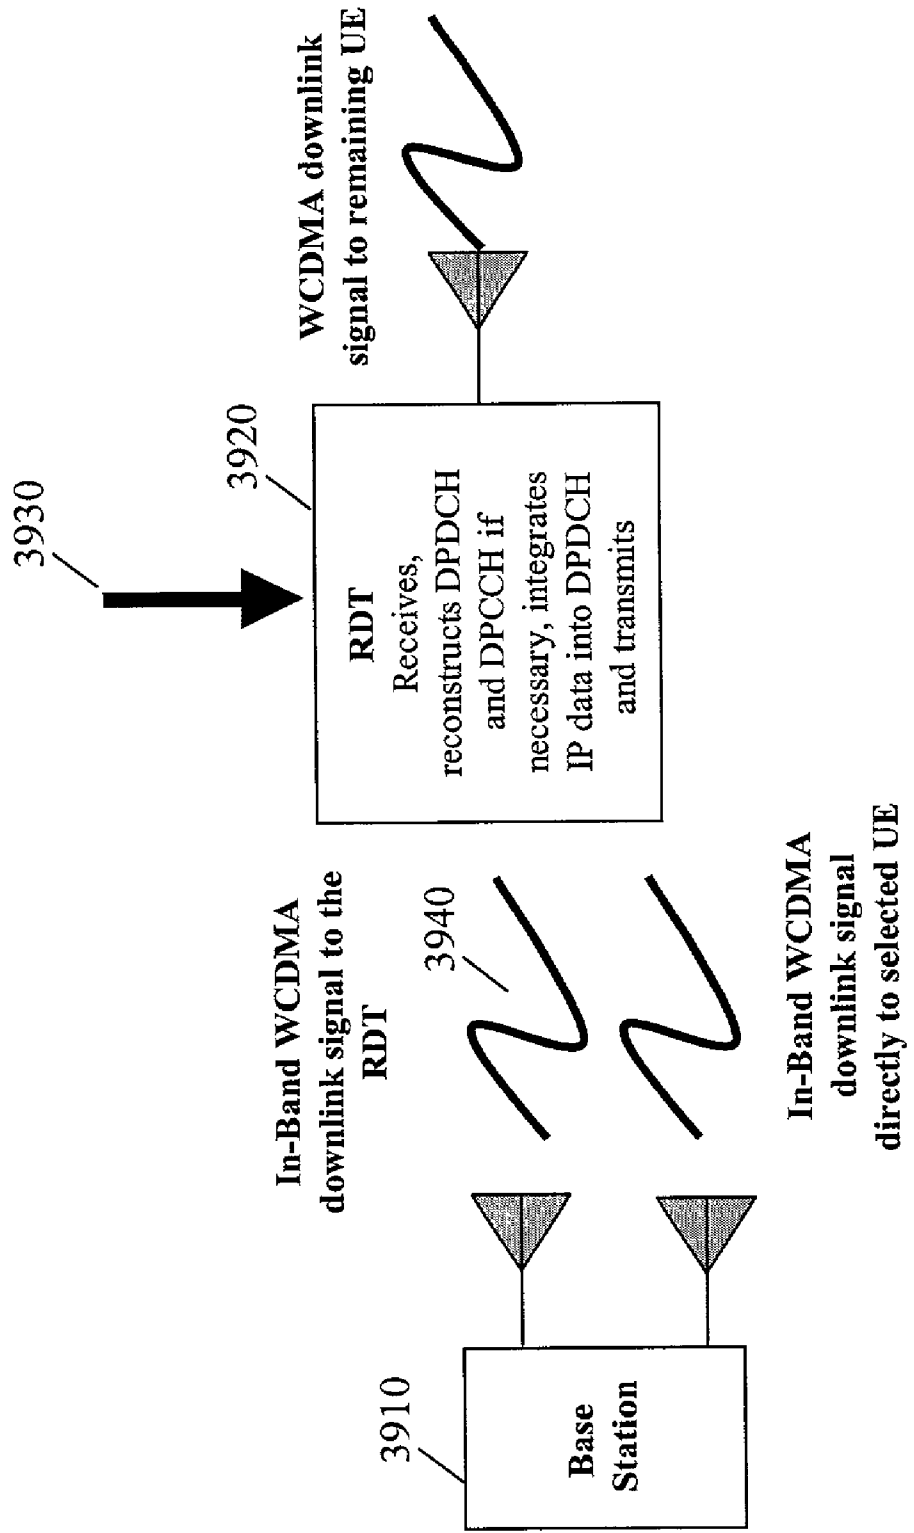 3930
3920
WCDMA downlink
signal to remaining UE
RDT
Receives,
reconstructs DPDCH
and DPCCH if
necessary, integrates
IP data into DPDCH
and transmits
In-Band WCDMA
downlink signal to the
RDT
3940
In-Band WCDMA
downlink signal
directly to selected UE
3910
Base
Station